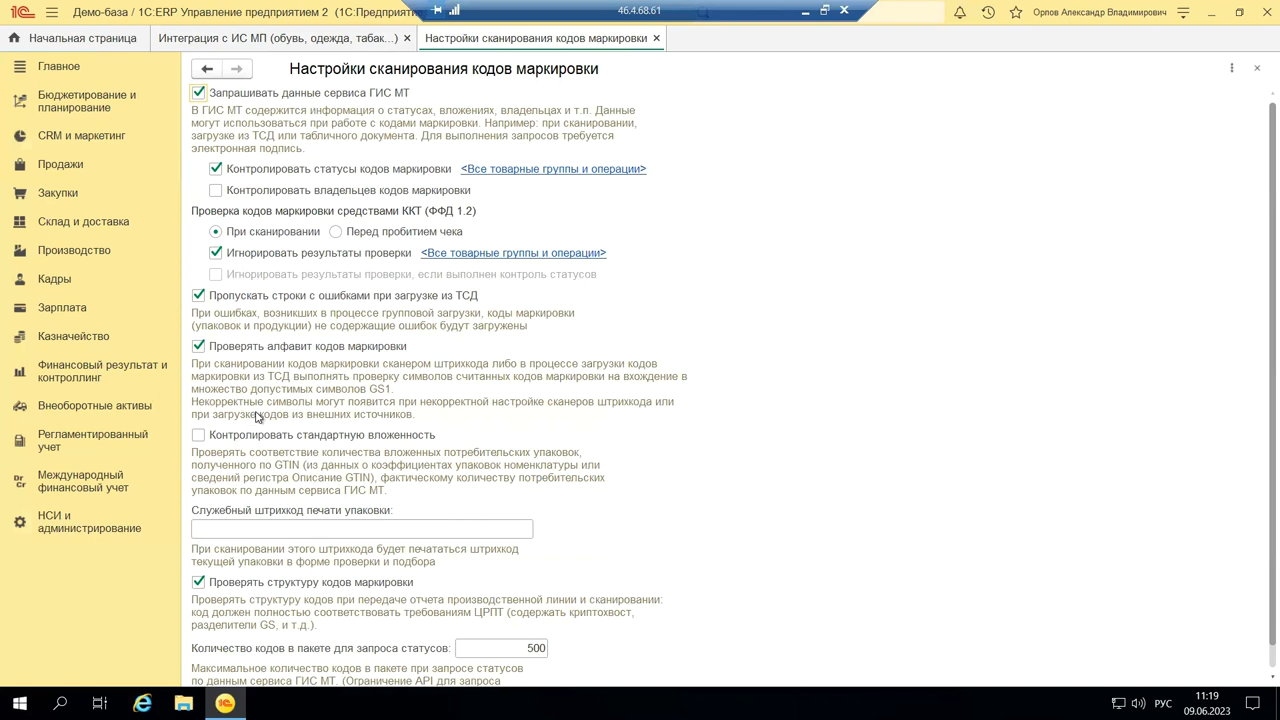 Демо-база / 1С:ERP Управление предприятием 2 (1С:Предприятие
46.4.68.61
Орлов Александр Владимирович
Начальная страница
Интеграция с ИС МП (обувь, одежда, табак...) ×
Настройки сканирования кодов маркировки ×
Главное
Бюджетирование и
планирование
CRM и маркетинг
Продажи
Закупки
Склад и доставка
Производство
Кадры
Зарплата
Казначейство
Финансовый результат и
контроллинг
Внеоборотные активы
Регламентированный
учет
Dr
Cr
Международный
финансовый учет
НСИ и
администрирование
Настройки сканирования кодов маркировки
Запрашивать данные сервиса ГИС МТ
В ГИС МТ содержится информация о статусах, вложениях, владельцах и т.п. Данные
могут использоваться при работе с кодами маркировки. Например: при сканировании,
загрузке из ТСД или табличного документа. Для выполнения запросов требуется
электронная подпись.
Контролировать статусы кодов маркировки <Все товарные группы и операции>
Контролировать владельцев кодов маркировки
Проверка кодов маркировки средствами ККТ (ФФД 1.2)
При сканировании Перед пробитием чека
Игнорировать результаты проверки <Все товарные группы и операции>
Игнорировать результаты проверки, если выполнен контроль статусов
Пропускать строки с ошибками при загрузке из ТСД
При ошибках, возникших в процессе групповой загрузки, коды маркировки
(упаковок и продукции) не содержащие ошибок будут загружены
Проверять алфавит кодов маркировки
При сканировании кодов маркировки сканером штрихкода либо в процессе загрузки кодов
маркировки из ТСД выполнять проверку символов считанных кодов маркировки на вхождение в
множество допустимых символов GS1.
Некорректные символы могут появится при некорректной настройке сканеров штрихкода или
при загрузке кодов из внешних источников.
Контролировать стандартную вложенность
Проверять соответствие количества вложенных потребительских упаковок,
полученного по GTIN (из данных о коэффициентах упаковок номенклатуры или
сведений регистра Описание GTIN), фактическому количеству потребительских
упаковок по данным сервиса ГИС МТ.
Служебный штрихкод печати упаковки:
При сканировании этого штрихкода будет печататься штрихкод
текущей упаковки в форме проверки и подбора
Проверять структуру кодов маркировки
Проверять структуру кодов при передаче отчета производственной линии и сканировании:
код должен полностью соответствовать требованиям ЦРПТ (содержать криптохвост,
разделители GS, и т.д.).
Количество кодов в пакете для запроса статусов: 500
Максимальное количество кодов в пакете при запросе статусов
по данным сервиса ГИС МТ. (Ограничение API для запроса
РУС
11:19
09.06.2023